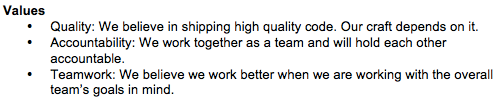 Values
• Quality: We believe in shipping high quality code. Our craft depends on it.
• Accountability: We work together as a team and will hold each other
accountable.
• Teamwork: We believe we work better when we are working with the overall
team's goals in mind.